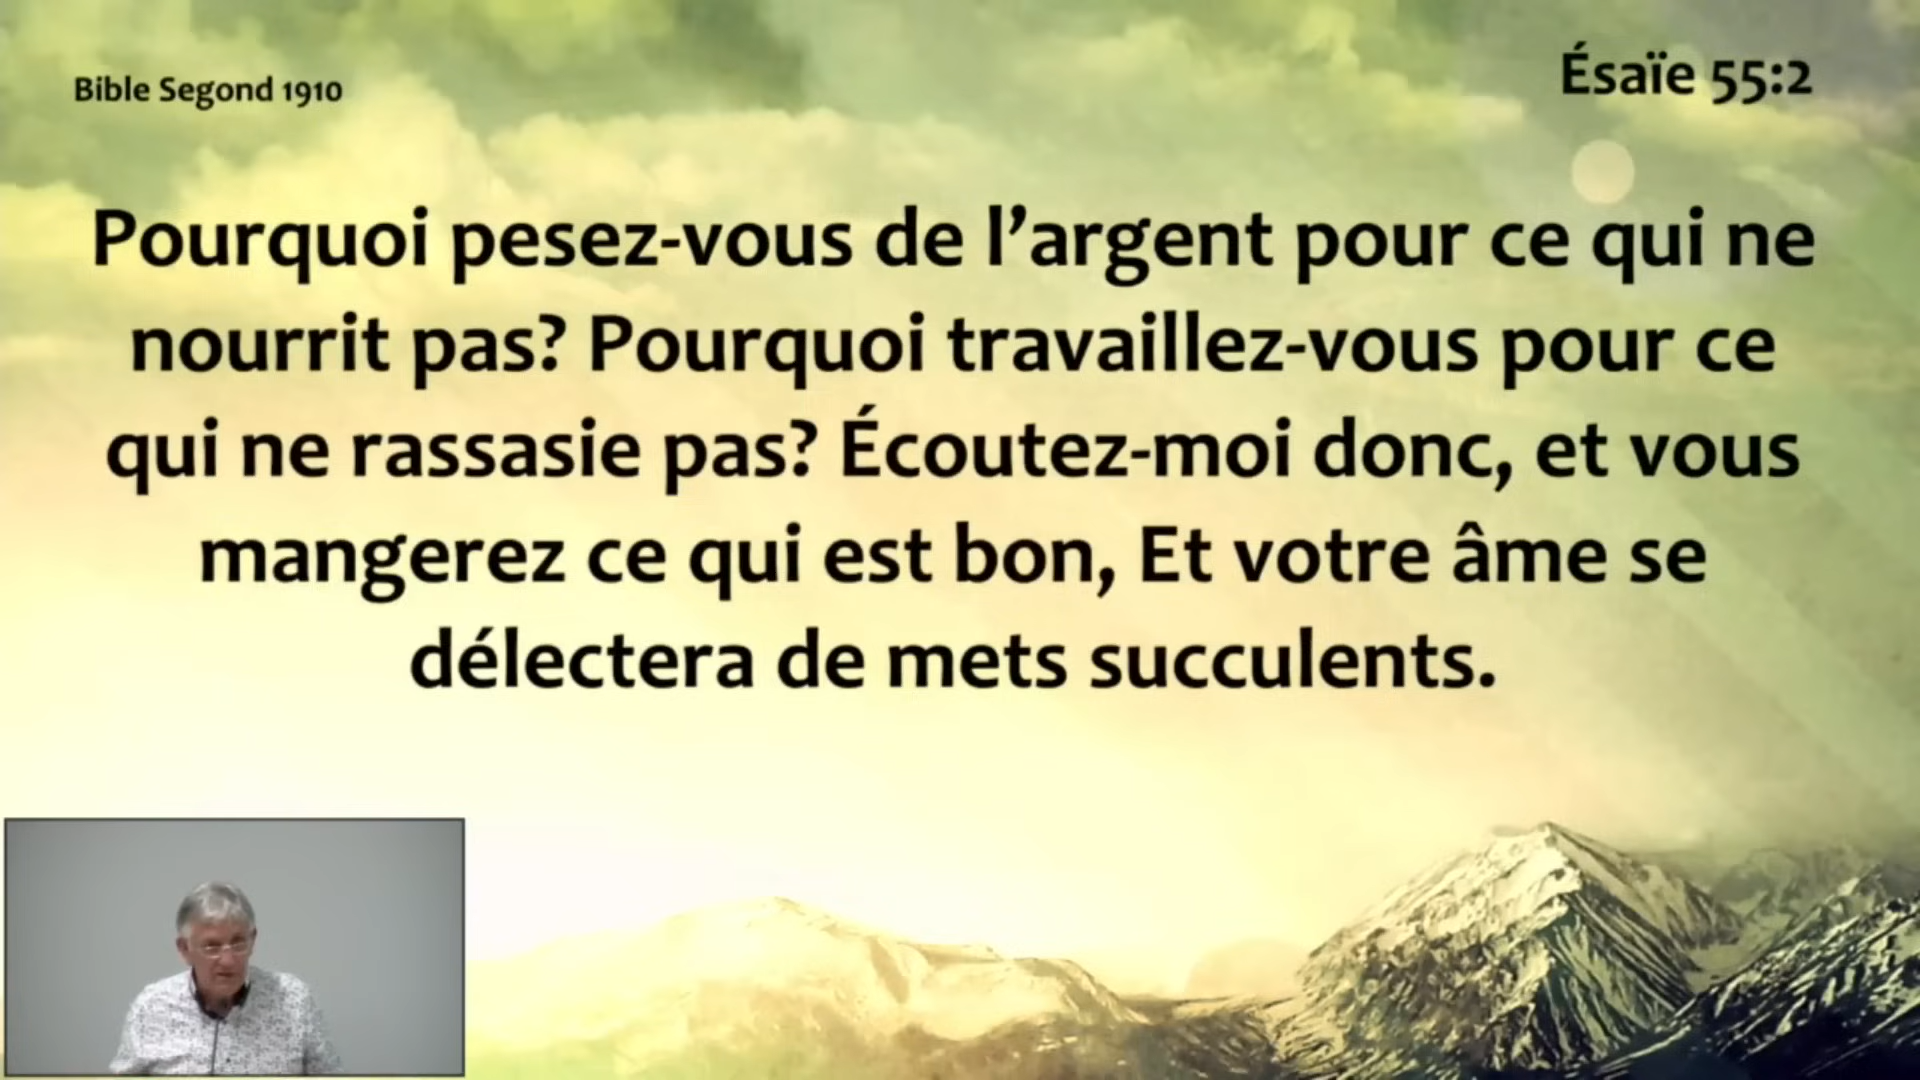 Bible Segond 1910
Ésaïe 55:2
Pourquoi pesez-vous de l’argent pour ce qui ne
nourrit pas? Pourquoi travaillez-vous pour ce
qui ne rassasie pas? Écoutez-moi donc, et vous
mangerez ce qui est bon, Et votre âme se
délectera de mets succulents.